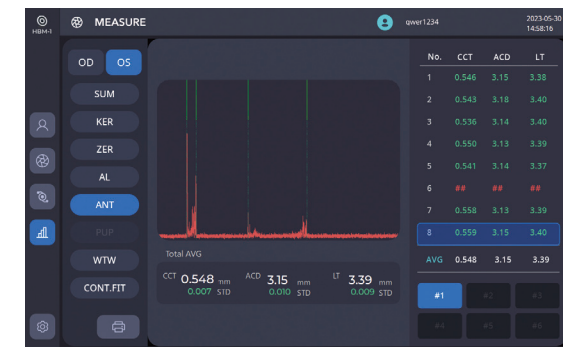 HBM-1
MEASURE
qwer1234
2023-05-30
14:58:16
OD OS
SUM
KER
ZER
AL
ANT
PUP
WTW
CONT.FIT
Total AVG
CCT 0.548 mm ACD 3.15 mm LT 3.39 mm
0.007 STD 0.010 STD 0.009 STD
No. CCT ACD LT
1 0.546 3.15 3.38
2 0.543 3.18 3.40
3 0.536 3.14 3.40
4 0.550 3.13 3.39
5 0.541 3.14 3.37
6 ## ## ##
7 0.558 3.13 3.39
8 0.559 3.15 3.40
AVG 0.548 3.15 3.39
#1 #2 #3
#4 #5 #6